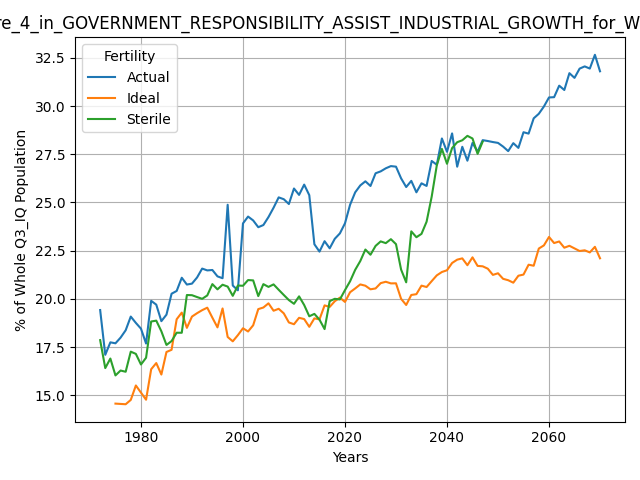 re_4_in_GOVERNMENT_RESPONSIBILITY_ASSIST_INDUSTRIAL_GROWTH_for_W
Fertility
Actual
Ideal
Sterile
% of Whole Q3_IQ Population
32.5
30.0
27.5
25.0
22.5
20.0
17.5
15.0
1980
2000
2020
2040
2060
Years